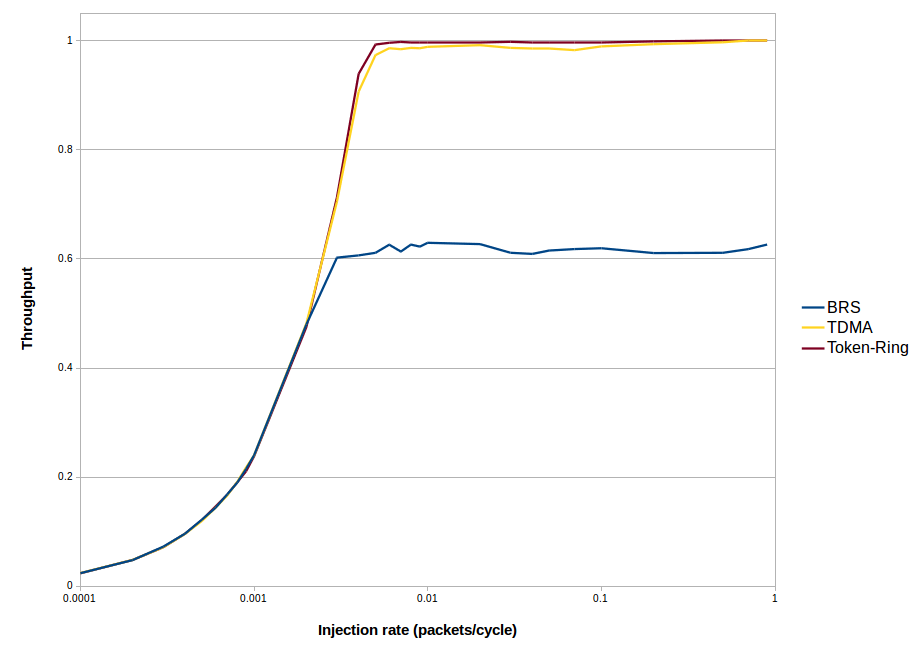 1
0.8
0.6
0.4
0.2
0
0.0001
0.001
0.01
0.1
1
Throughput
Injection rate (packets/cycle)
BRS
TDMA
Token-Ring